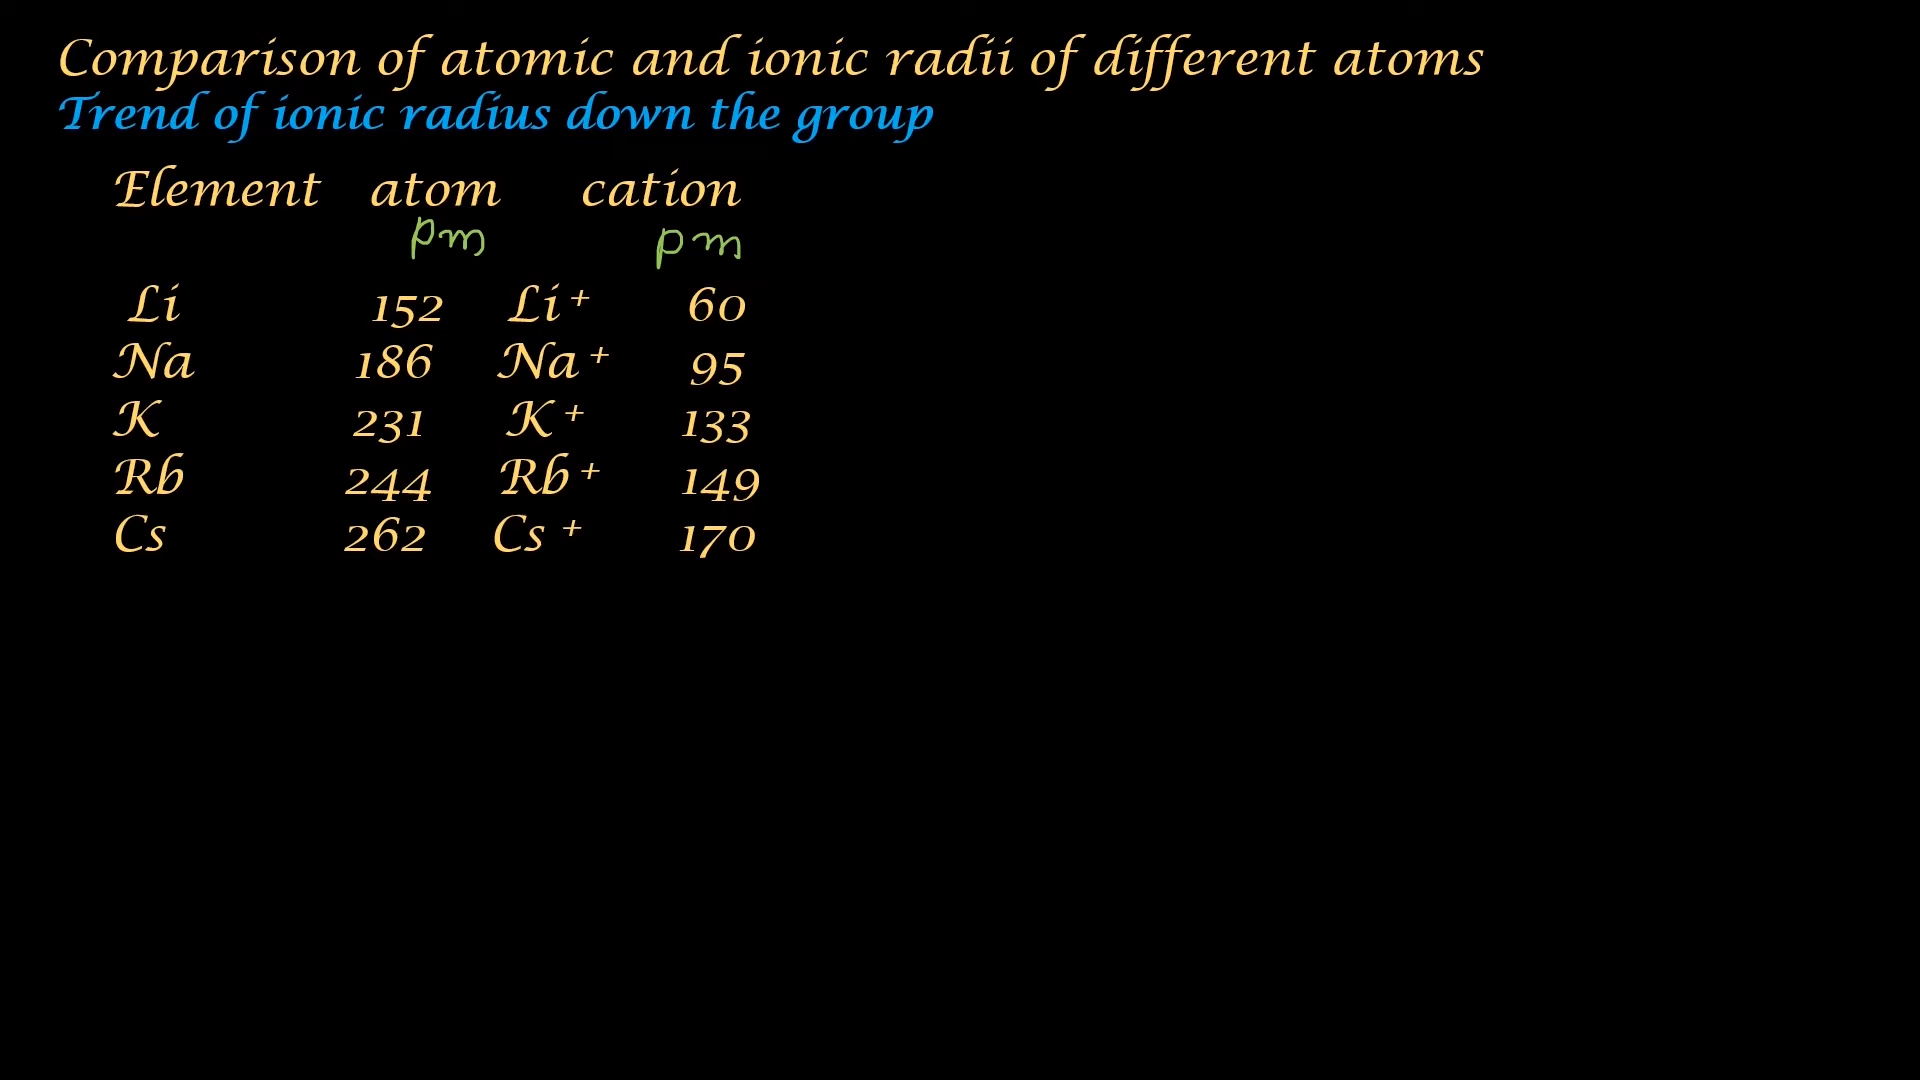 Comparison of atomic and ionic radii of different atoms
Trend of ionic radius down the group
Element atom cation
pm pm
Li 152 Li+ 60
Na 186 Na+ 95
K 231 K+ 133
Rb 244 Rb+ 149
Cs 262 Cs+ 170